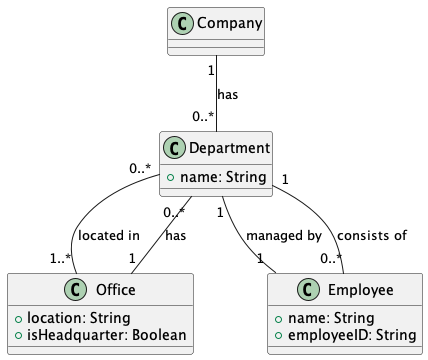 C Company
1
has
0..*
C Department
name: String
0..*
0..*
1
1
located in
has
managed by
consists of
1..*
1
1
0..*
C Office
location: String
isHeadquarter: Boolean
C Employee
name: String
employeeID: String